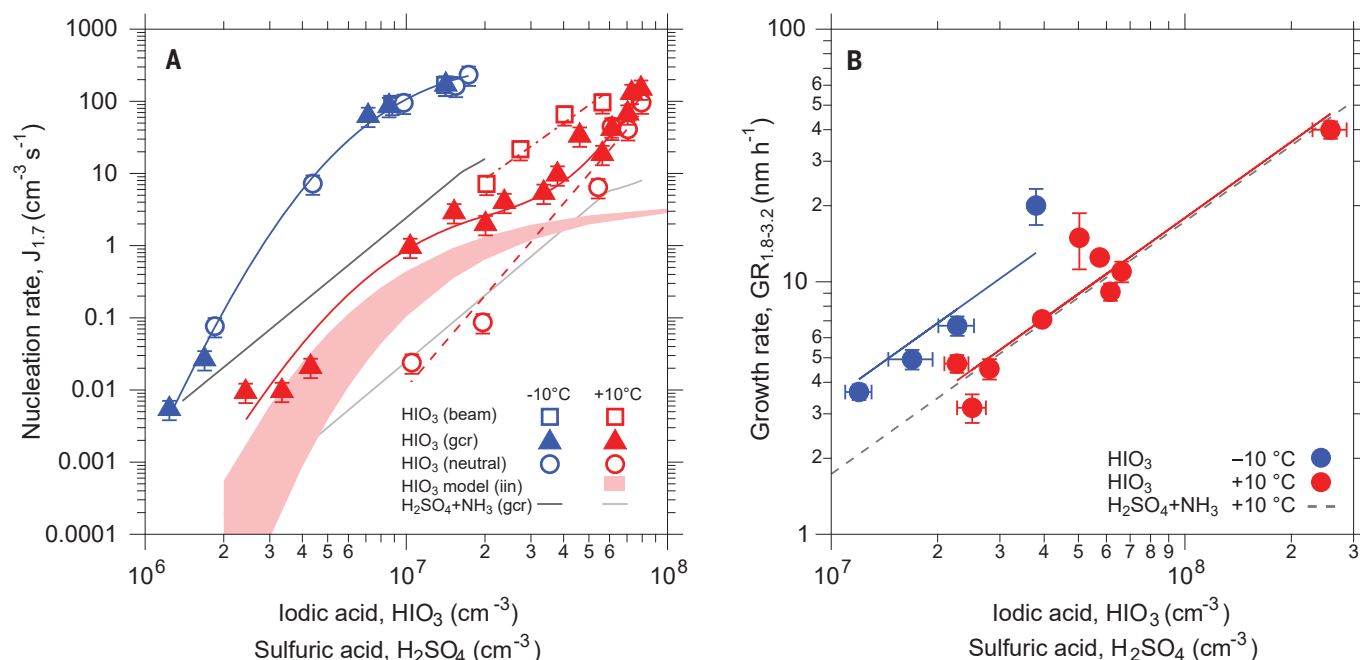 A
Nucleation rate, J1.7 (cm-3 s-1)
1000
100
10
1
0.1
0.01
0.001
0.0001
-10°C +10°C
HIO3 (beam)
HIO3 (gcr)
HIO3 (neutral)
HIO3 model (iin)
H2SO4+NH3 (gcr)
10^6 2 3 4 5 6 10^7 2 3 4 5 6 10^8
Iodic acid, HIO3 (cm-3)
Sulfuric acid, H2SO4 (cm-3)
B
Growth rate, GR1.8-3.2 (nm h-1)
100
6
5
4
3
2
10
6
5
4
3
2
1
HIO3 –10 °C
HIO3 +10 °C
H2SO4+NH3 +10 °C
10^7 2 3 4 5 6 7 8 9 10^8 2 3
Iodic acid, HIO3 (cm-3)
Sulfuric acid, H2SO4 (cm-3)